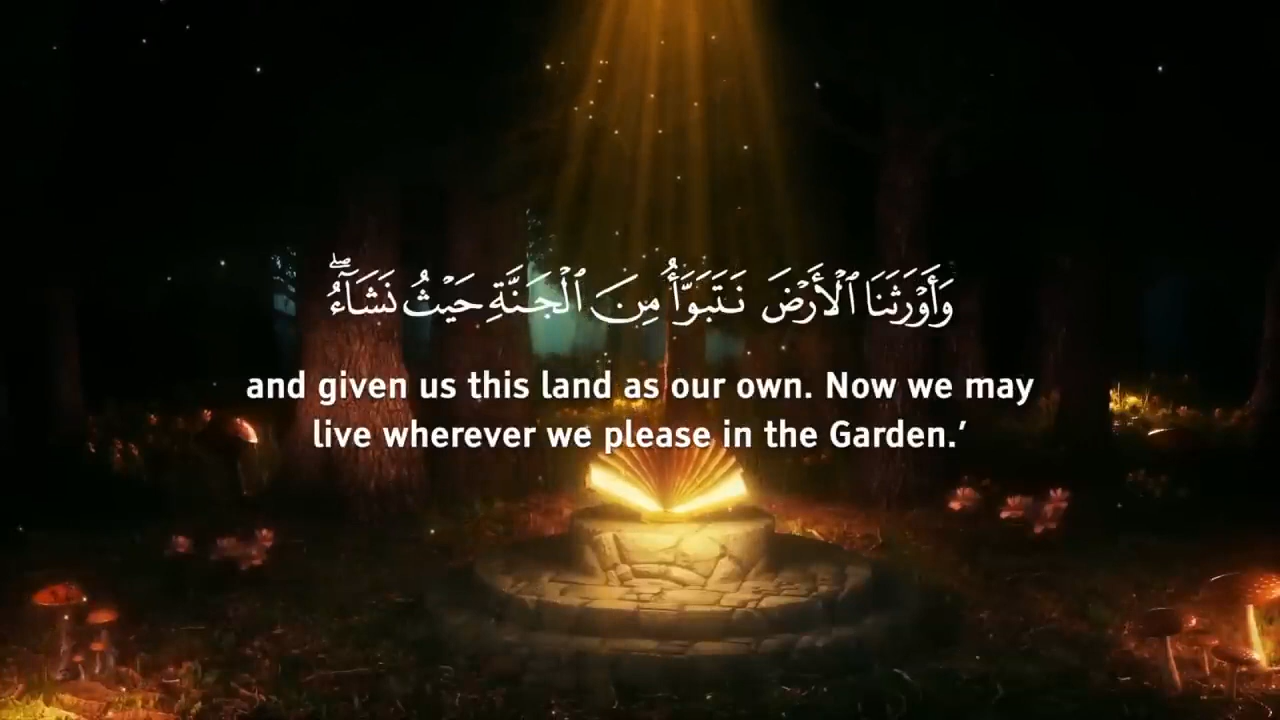 وَأَوْرَثَنَا ٱلْأَرْضَ نَتَبَوَّأُ مِنَ ٱلْجَنَّةِ حَيْثُ نَشَآءُ ۖ
and given us this land as our own. Now we may
live wherever we please in the Garden.’